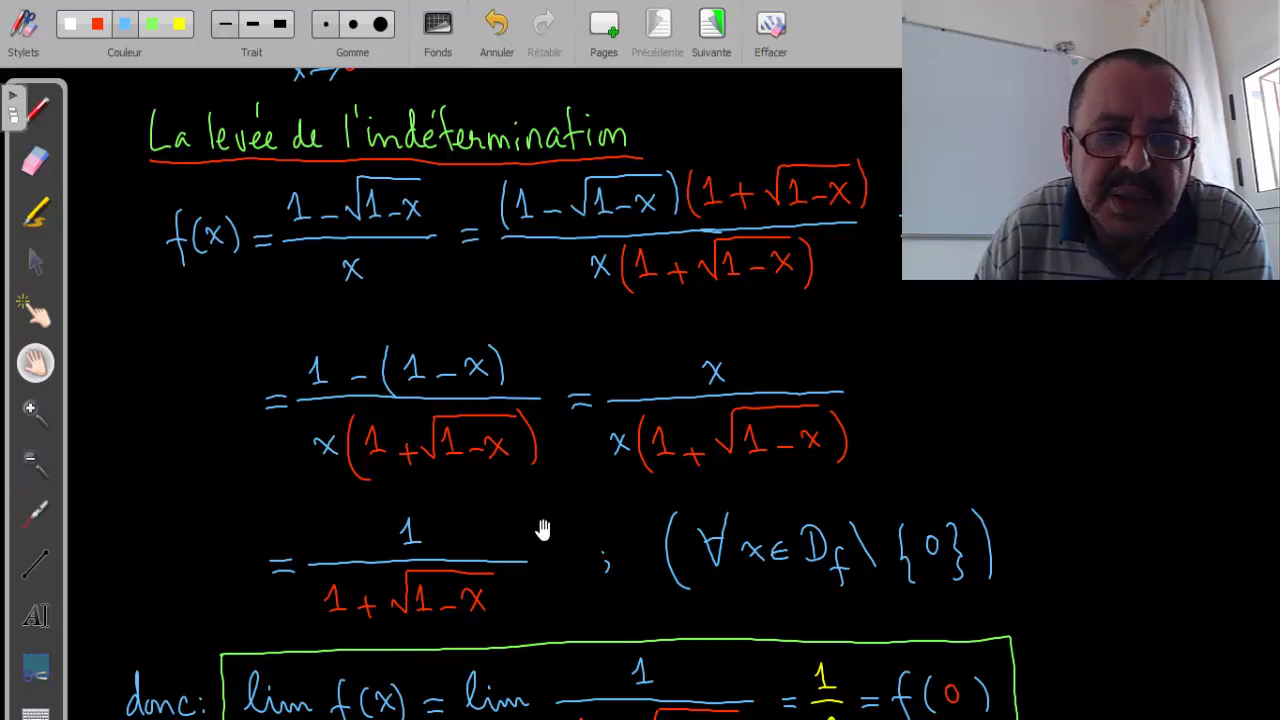 Stylets Couleur Trait Gomme Fonds Annuler Rétablir Pages Précédente Suivante Effacer
La levée de l'indétermination
f(x) = (1 - √(1-x)) / x = (1 - √(1-x))(1 + √(1-x)) / x(1 + √(1-x))
= 1 - (1 - x) / x(1 + √(1-x)) = x / x(1 + √(1-x))
= 1 / 1 + √(1-x) ; (∀ x ∈ Df \ {0})
donc: lim f(x) = lim 1 = 1 = f(0)